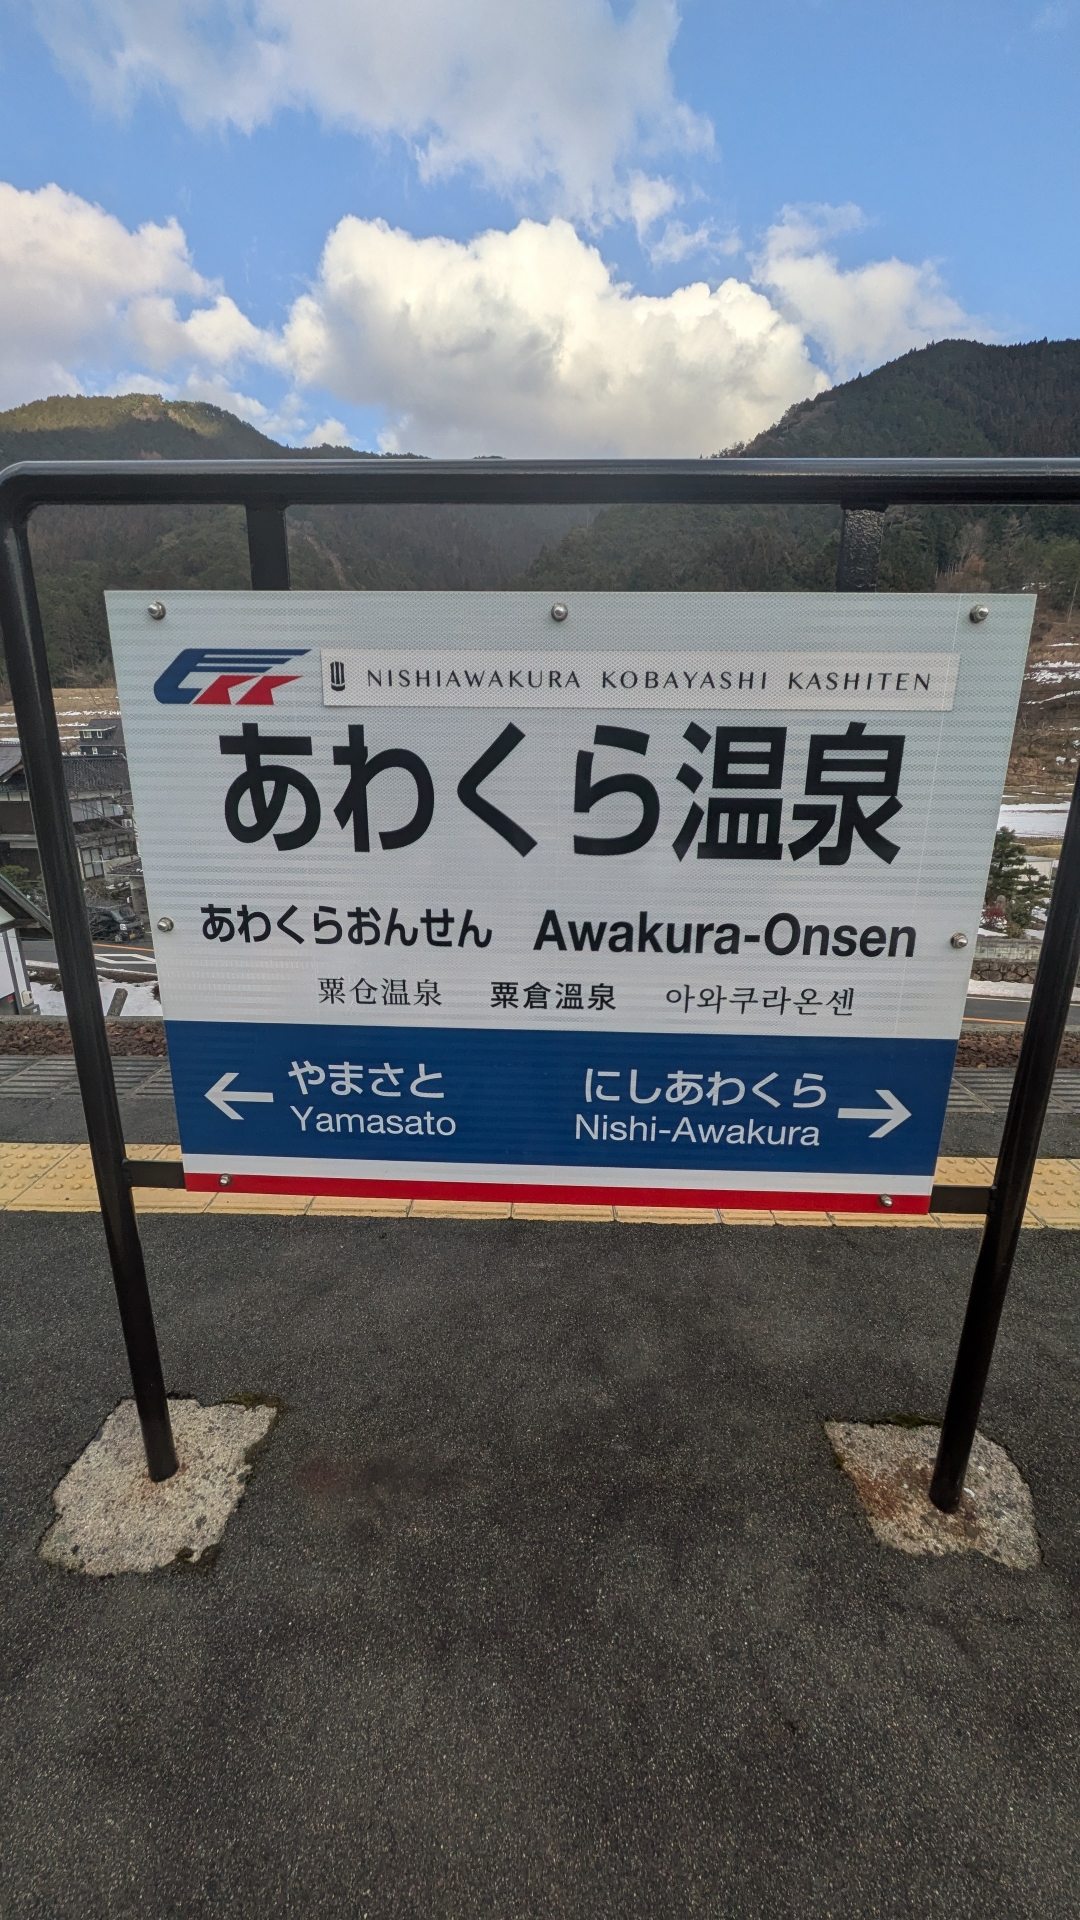 NISHIAWAKURA KOBAYASHI KASHITEN
あわくら温泉
あわくらおんせん Awakura-Onsen
粟仓温泉 粟倉溫泉 아와쿠라온센
← やまさと にしあわくら →
Yamasato Nishi-Awakura